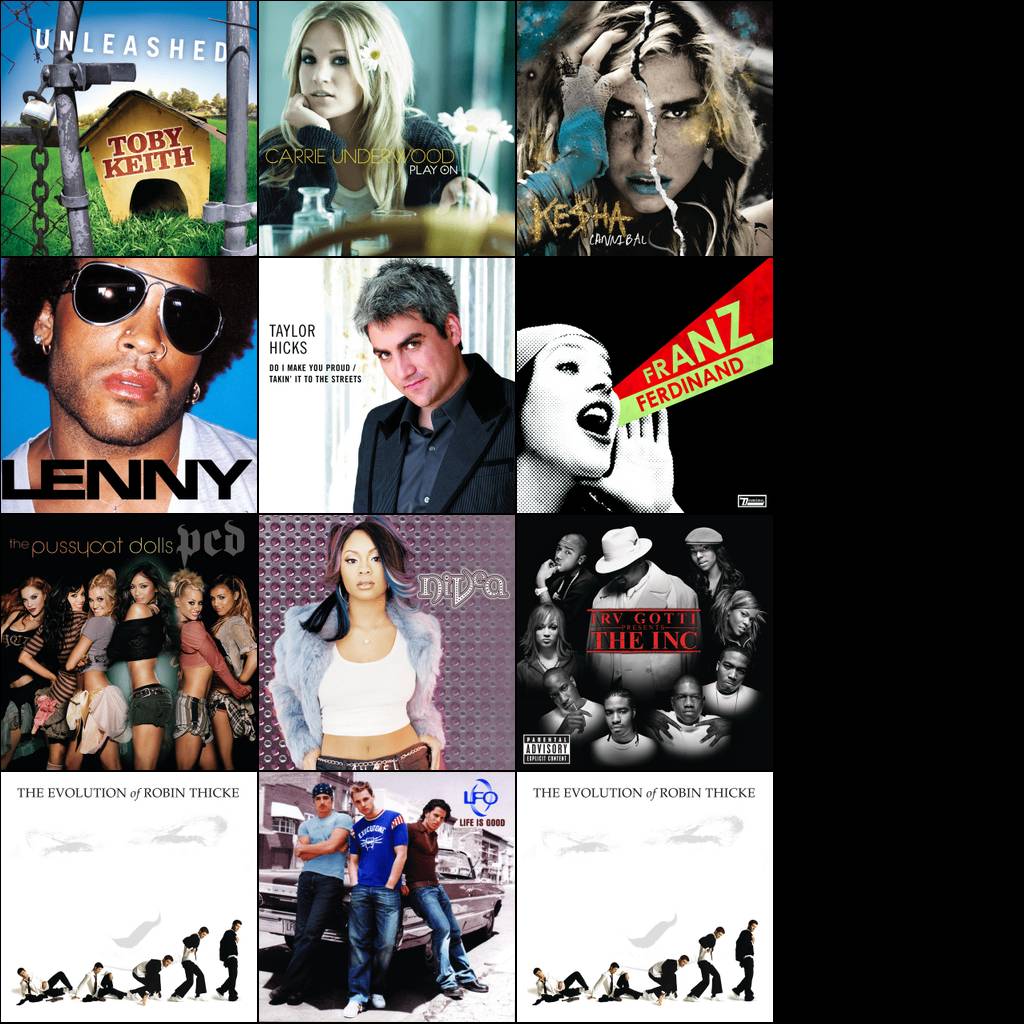 UNLEASHED
TOBY
KEITH
CARRIE UNDERWOOD
PLAY ON
KE$HA
CANNIBAL
LENNY
TAYLOR
HICKS
DO I MAKE YOU PROUD /
TAKIN' IT TO THE STREETS
FRANZ
FERDINAND
the pussycat dolls pcd
nivea
IRV GOTTI
PRESENTS
THE INC
PARENTAL
ADVISORY
EXPLICIT CONTENT
THE EVOLUTION of ROBIN THICKE
LFO
LIFE IS GOOD
EXECUTONE
THE EVOLUTION of ROBIN THICKE